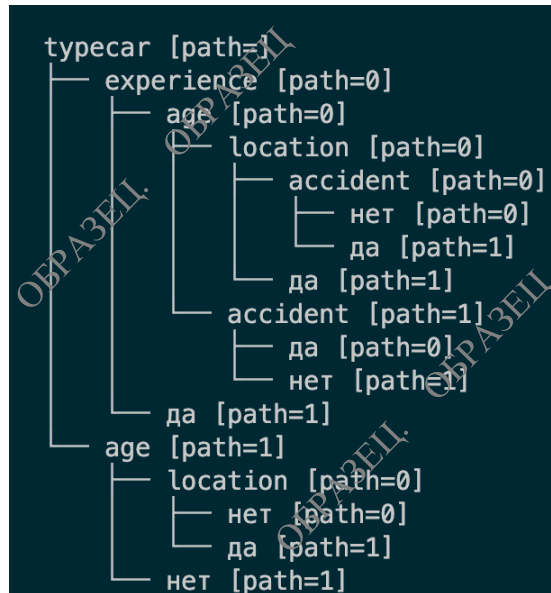 typecar [path=]
experience [path=0]
age [path=0]
location [path=0]
accident [path=0]
нет [path=0]
да [path=1]
да [path=1]
accident [path=1]
да [path=0]
нет [path=1]
да [path=1]
age [path=1]
location [path=0]
нет [path=0]
да [path=1]
нет [path=1]
ОБРАЗЕЦ.
ОБРАЗЕЦ
ОБРАЗЕЦ.
ОБРАЗЕЦ
ОБРАЗЕЦ.